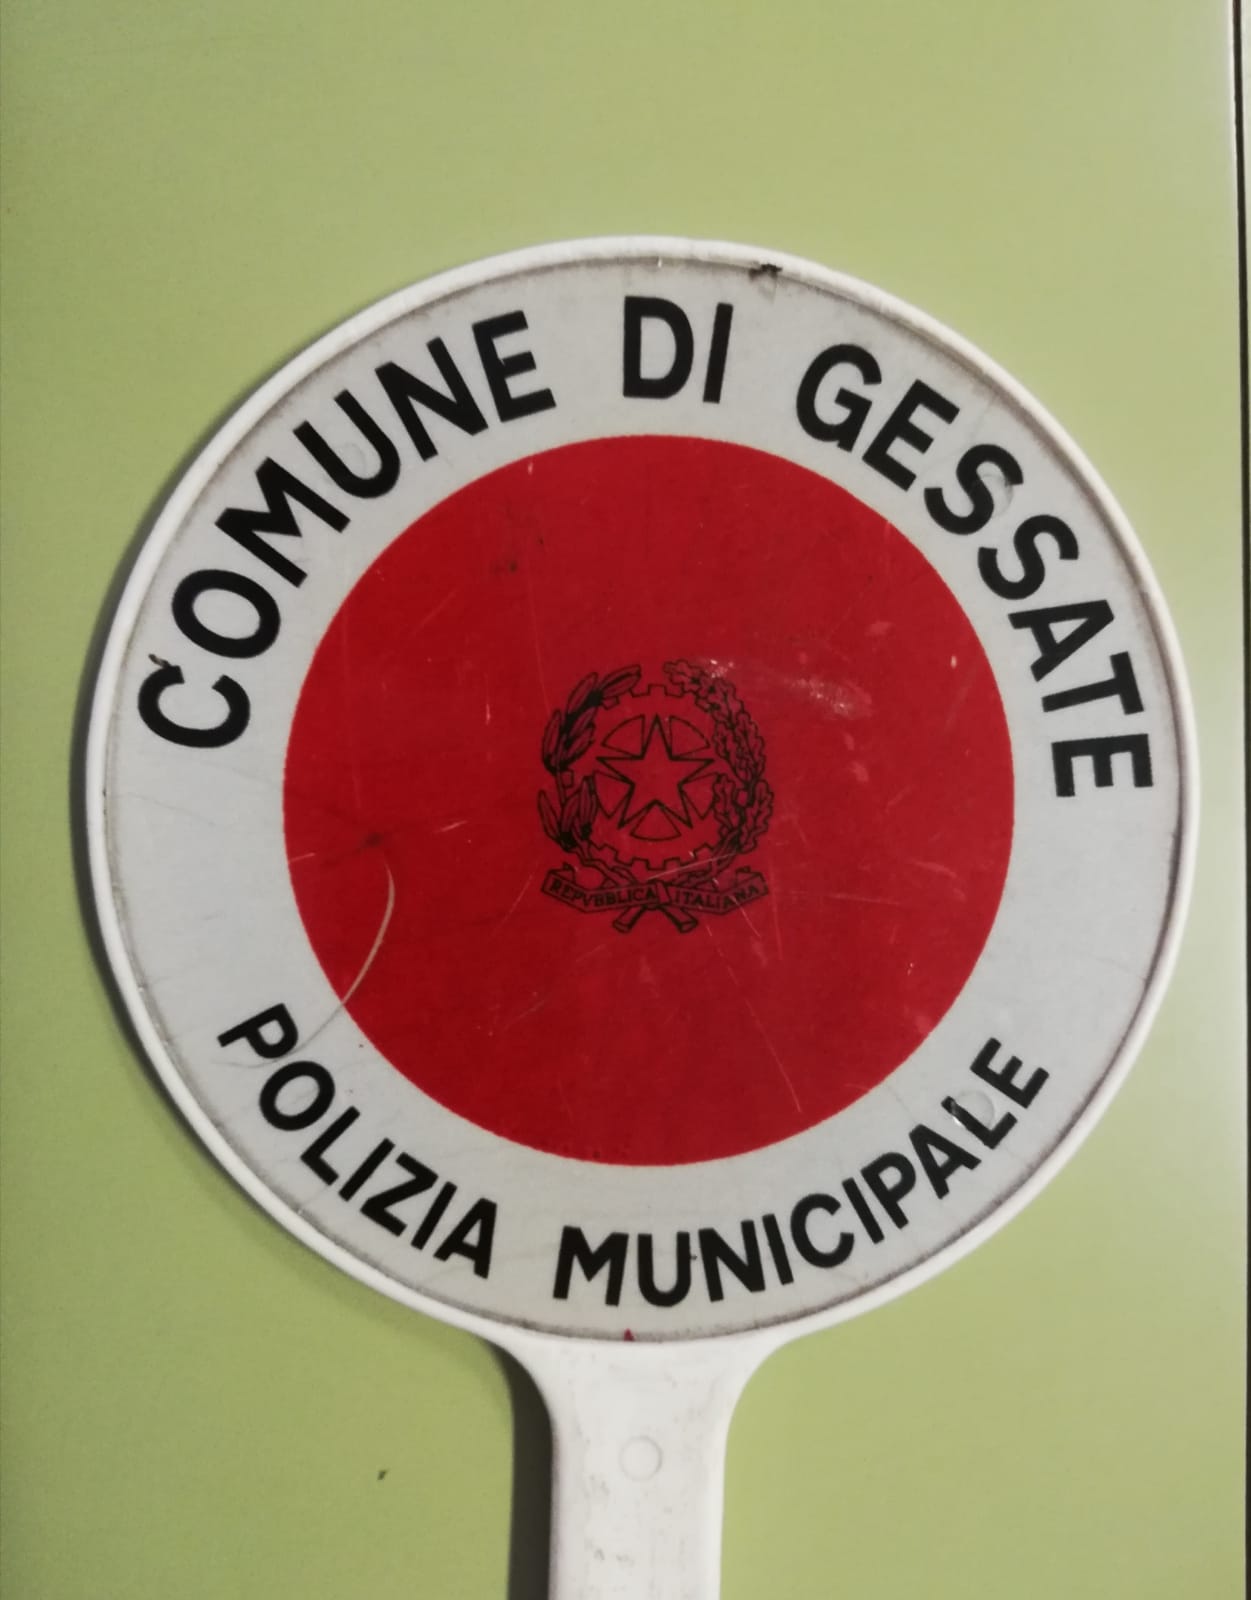 COMUNE DI GESSATE
REPVBBLICA ITALIANA
POLIZIA MUNICIPALE